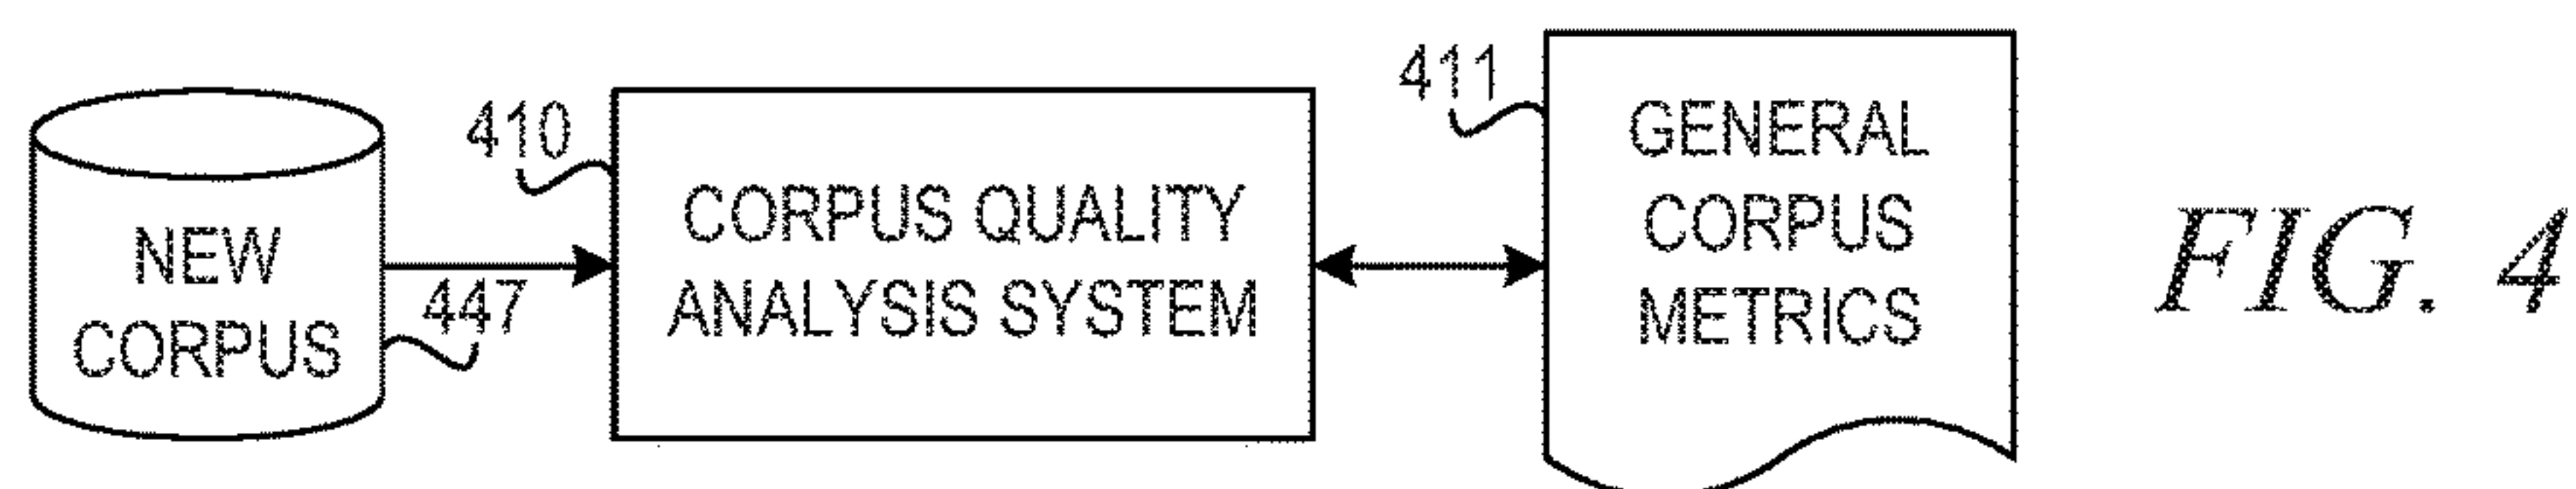 NEW
CORPUS
447
410
CORPUS QUALITY
ANALYSIS SYSTEM
411
GENERAL
CORPUS
METRICS
FIG. 4